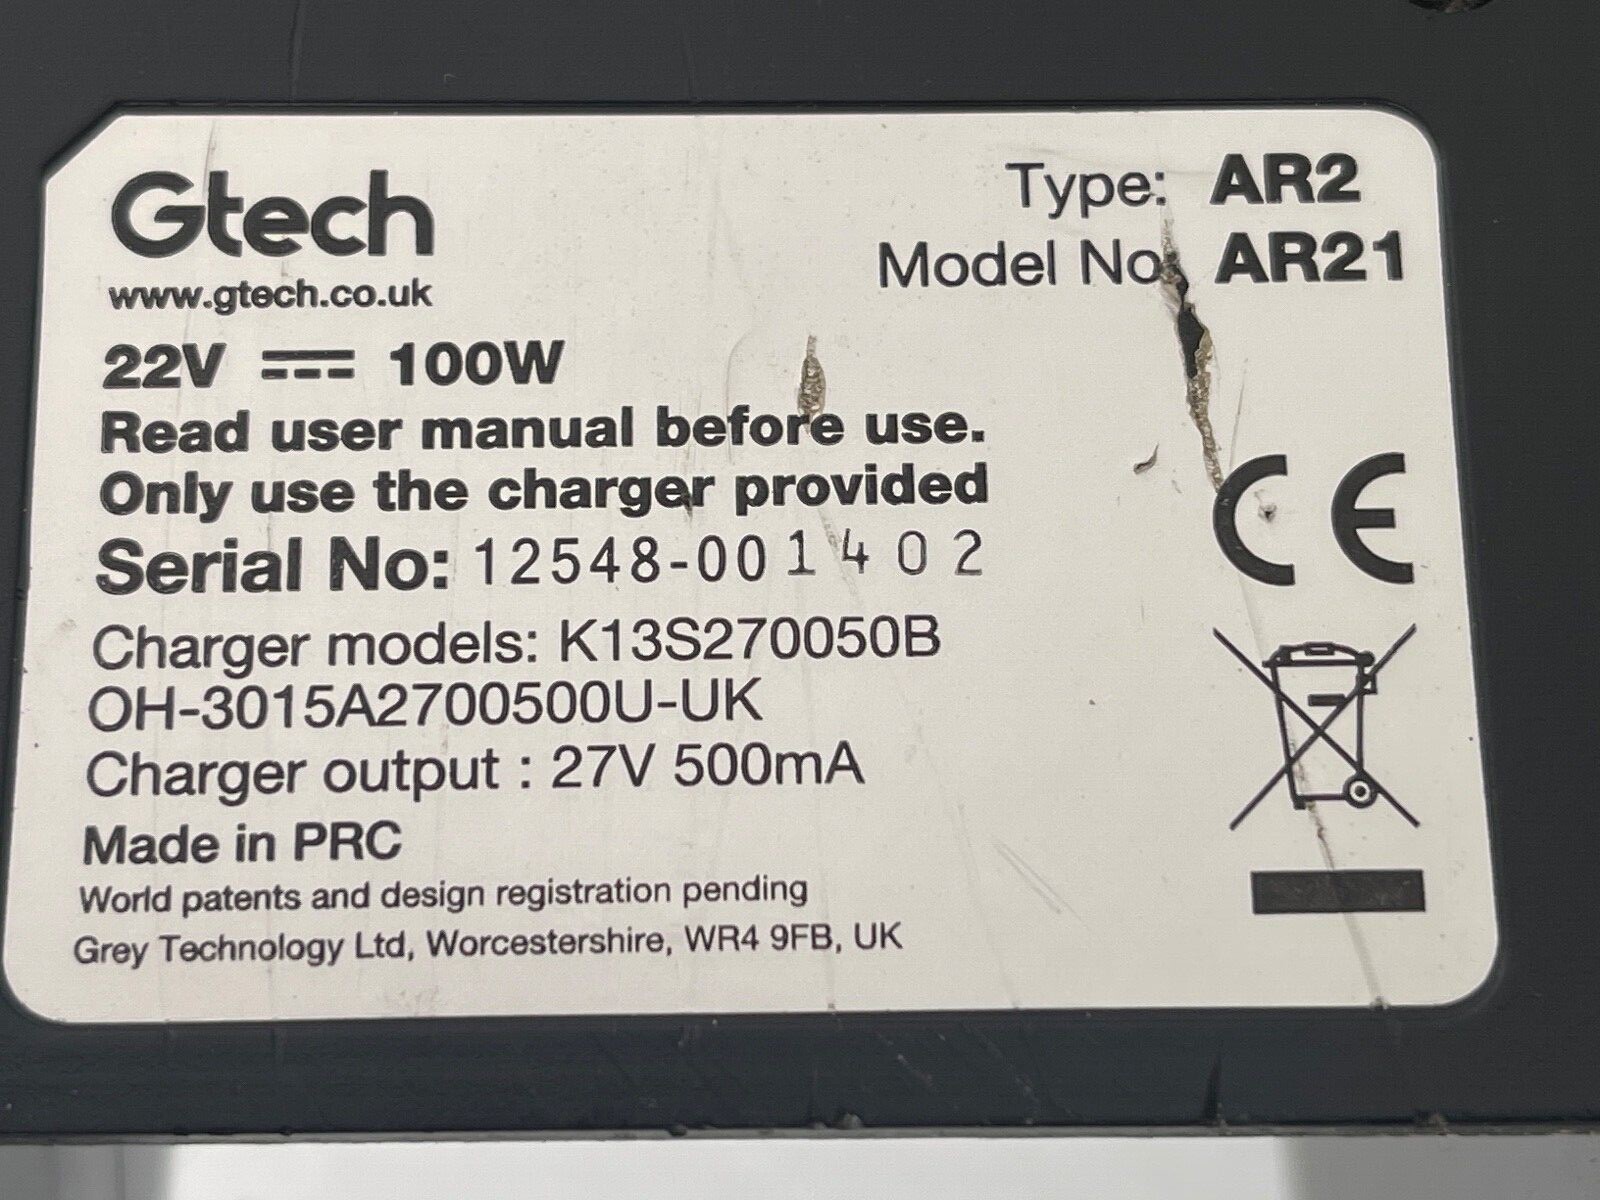 Gtech
www.gtech.co.uk
Type: AR2
Model No: AR21
22V ⎓ 100W
Read user manual before use.
Only use the charger provided
Serial No: 12548-001402
Charger models: K13S270050B
OH-3015A2700500U-UK
Charger output : 27V 500mA
Made in PRC
World patents and design registration pending
Grey Technology Ltd, Worcestershire, WR4 9FB, UK
CE